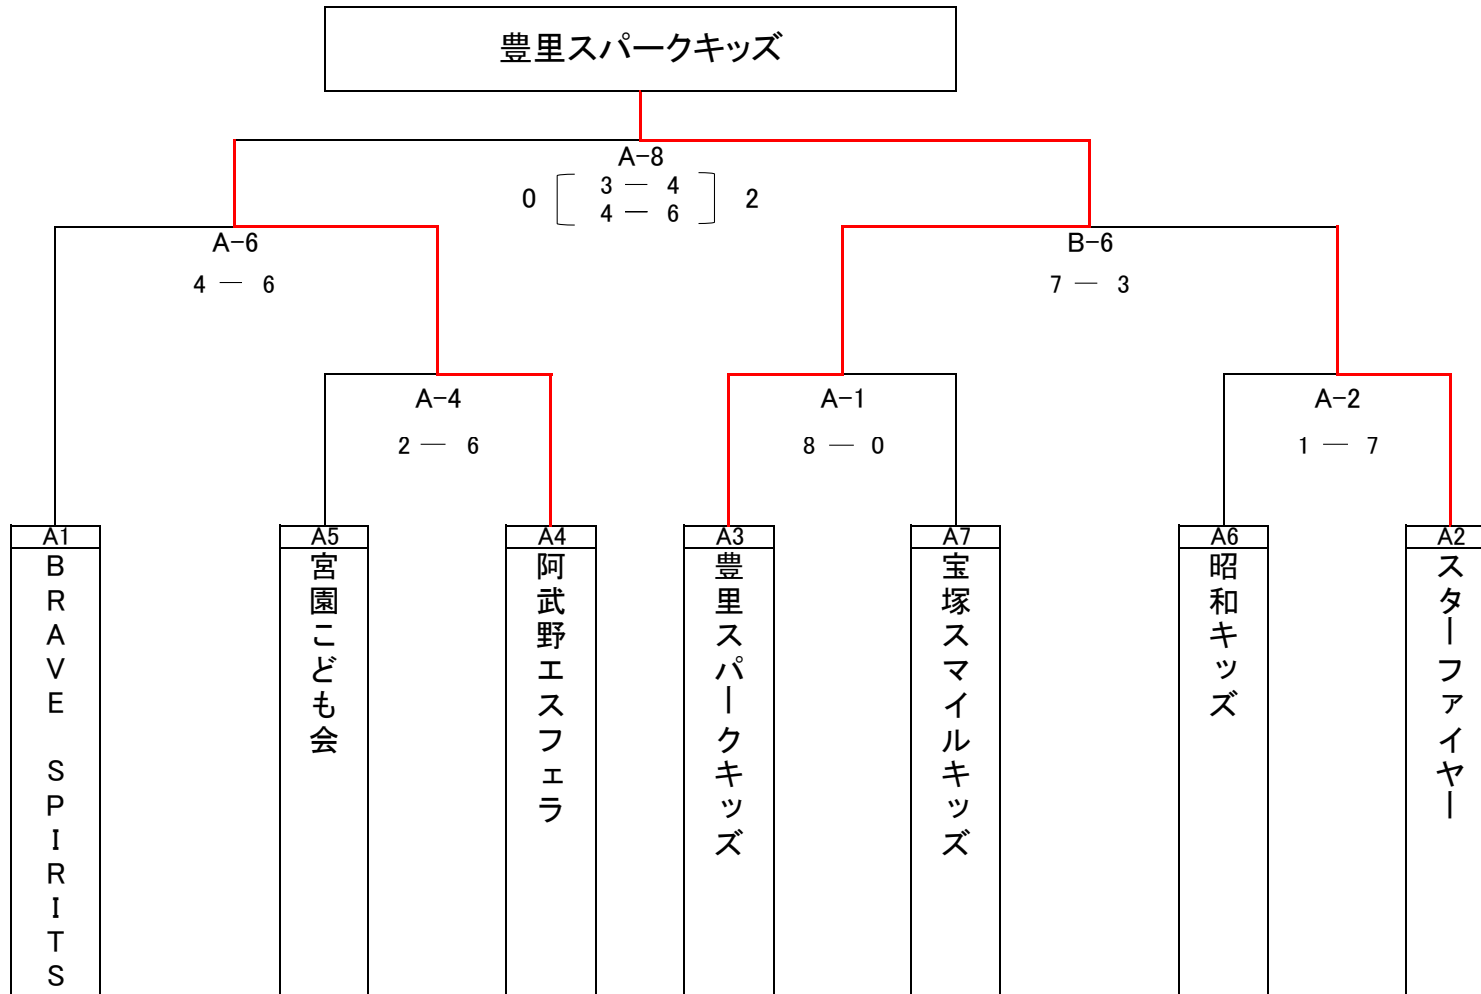 豊里スパークキッズ
A-8
0 3 — 4 2
4 — 6
A-6
4 — 6
B-6
7 — 3
A-4
2 — 6
A-1
8 — 0
A-2
1 — 7
A1
BRAVE SPIRITS
A5
宮園こども会
A4
阿武野エスフェラ
A3
豊里スパークキッズ
A7
宝塚スマイルキッズ
A6
昭和キッズ
A2
スターファイヤー